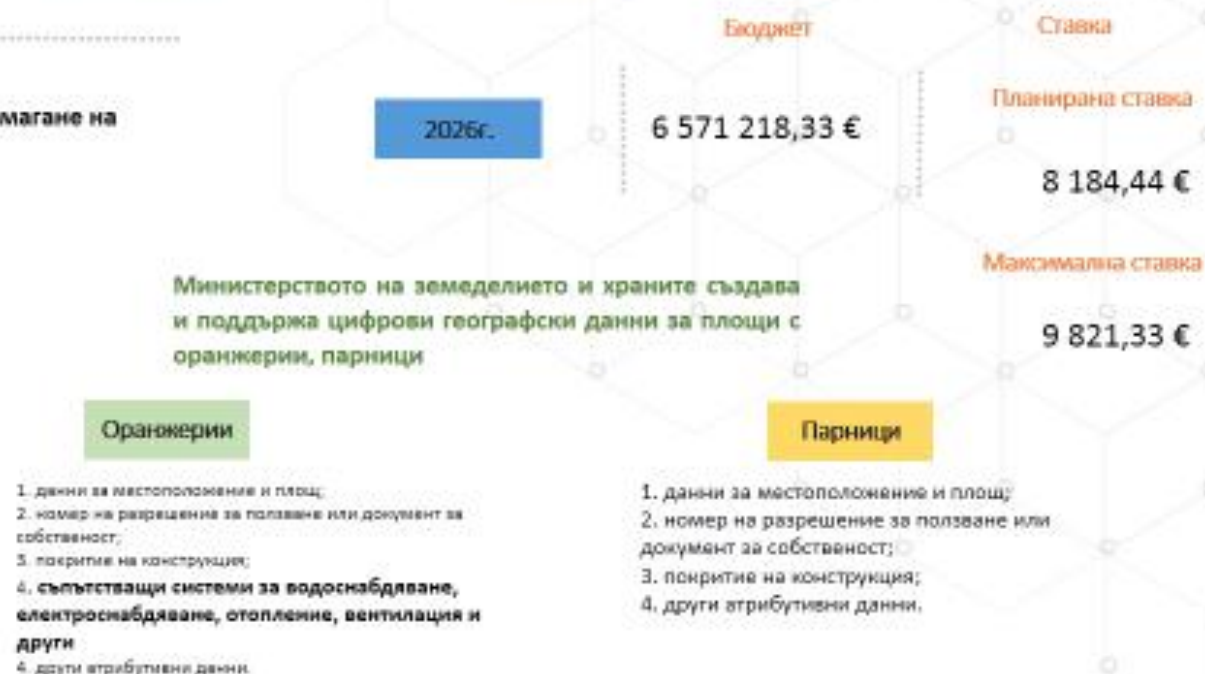 Бюджет
Ставка
магане на
2026г.
6 571 218,33 €
Планирана ставка
8 184,44 €
Максимална ставка
9 821,33 €
Министерството на земеделието и храните създава
и поддържа цифрови географски данни за площи с
оранжерии, парници
Оранжерии
1. данни за местоположение и площ;
2. номер на разрешение за ползване или документ за
собственост;
3. покритие на конструкция;
4. съпътстващи системи за водоснабдяване,
електроснабдяване, отопление, вентилация и
други
4. други атрибутивни данни.
Парници
1. данни за местоположение и площ;
2. номер на разрешение за ползване или
документ за собственост;
3. покритие на конструкция;
4. други атрибутивни данни.